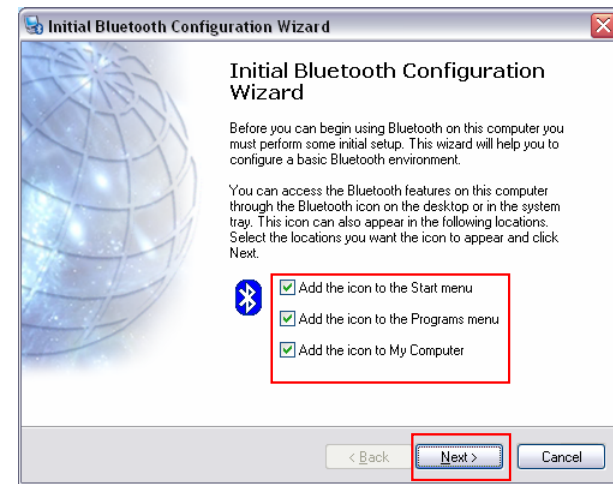 Initial Bluetooth Configuration Wizard
Initial Bluetooth Configuration
Wizard
Before you can begin using Bluetooth on this computer you
must perform some initial setup. This wizard will help you to
configure a basic Bluetooth environment.
You can access the Bluetooth features on this computer
through the Bluetooth icon on the desktop or in the system
tray. This icon can also appear in the following locations.
Select the locations you want the icon to appear and click
Next.
Add the icon to the Start menu
Add the icon to the Programs menu
Add the icon to My Computer
< Back
Next >
Cancel